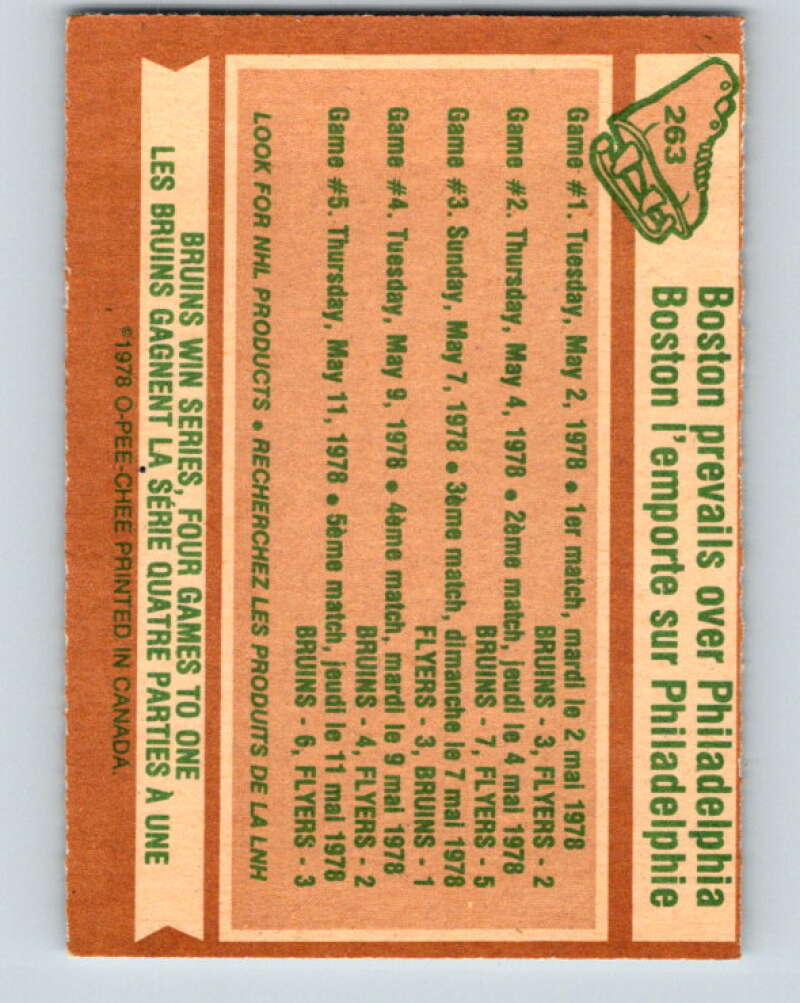 263
Boston prevails over Philadelphia
Boston l'emporte sur Philadelphie
Game #1. Tuesday, May 2, 1978 • 1er match, mardi le 2 mai 1978
BRUINS - 3, FLYERS - 2
Game #2. Thursday, May 4, 1978 • 2ème match, jeudi le 4 mai 1978
BRUINS - 7, FLYERS - 5
Game #3. Sunday, May 7, 1978 • 3ème match, dimanche le 7 mai 1978
FLYERS - 3, BRUINS - 1
Game #4. Tuesday, May 9, 1978 • 4ème match, mardi le 9 mai 1978
BRUINS - 4, FLYERS - 2
Game #5. Thursday, May 11, 1978 • 5ème match, jeudi le 11 mai 1978
BRUINS - 6, FLYERS - 3
LOOK FOR NHL PRODUCTS • RECHERCHEZ LES PRODUITS DE LA LNH
BRUINS WIN SERIES, FOUR GAMES TO ONE
LES BRUINS GAGNENT LA SÉRIE QUATRE PARTIES À UNE
©1978 O-PEE-CHEE PRINTED IN CANADA.